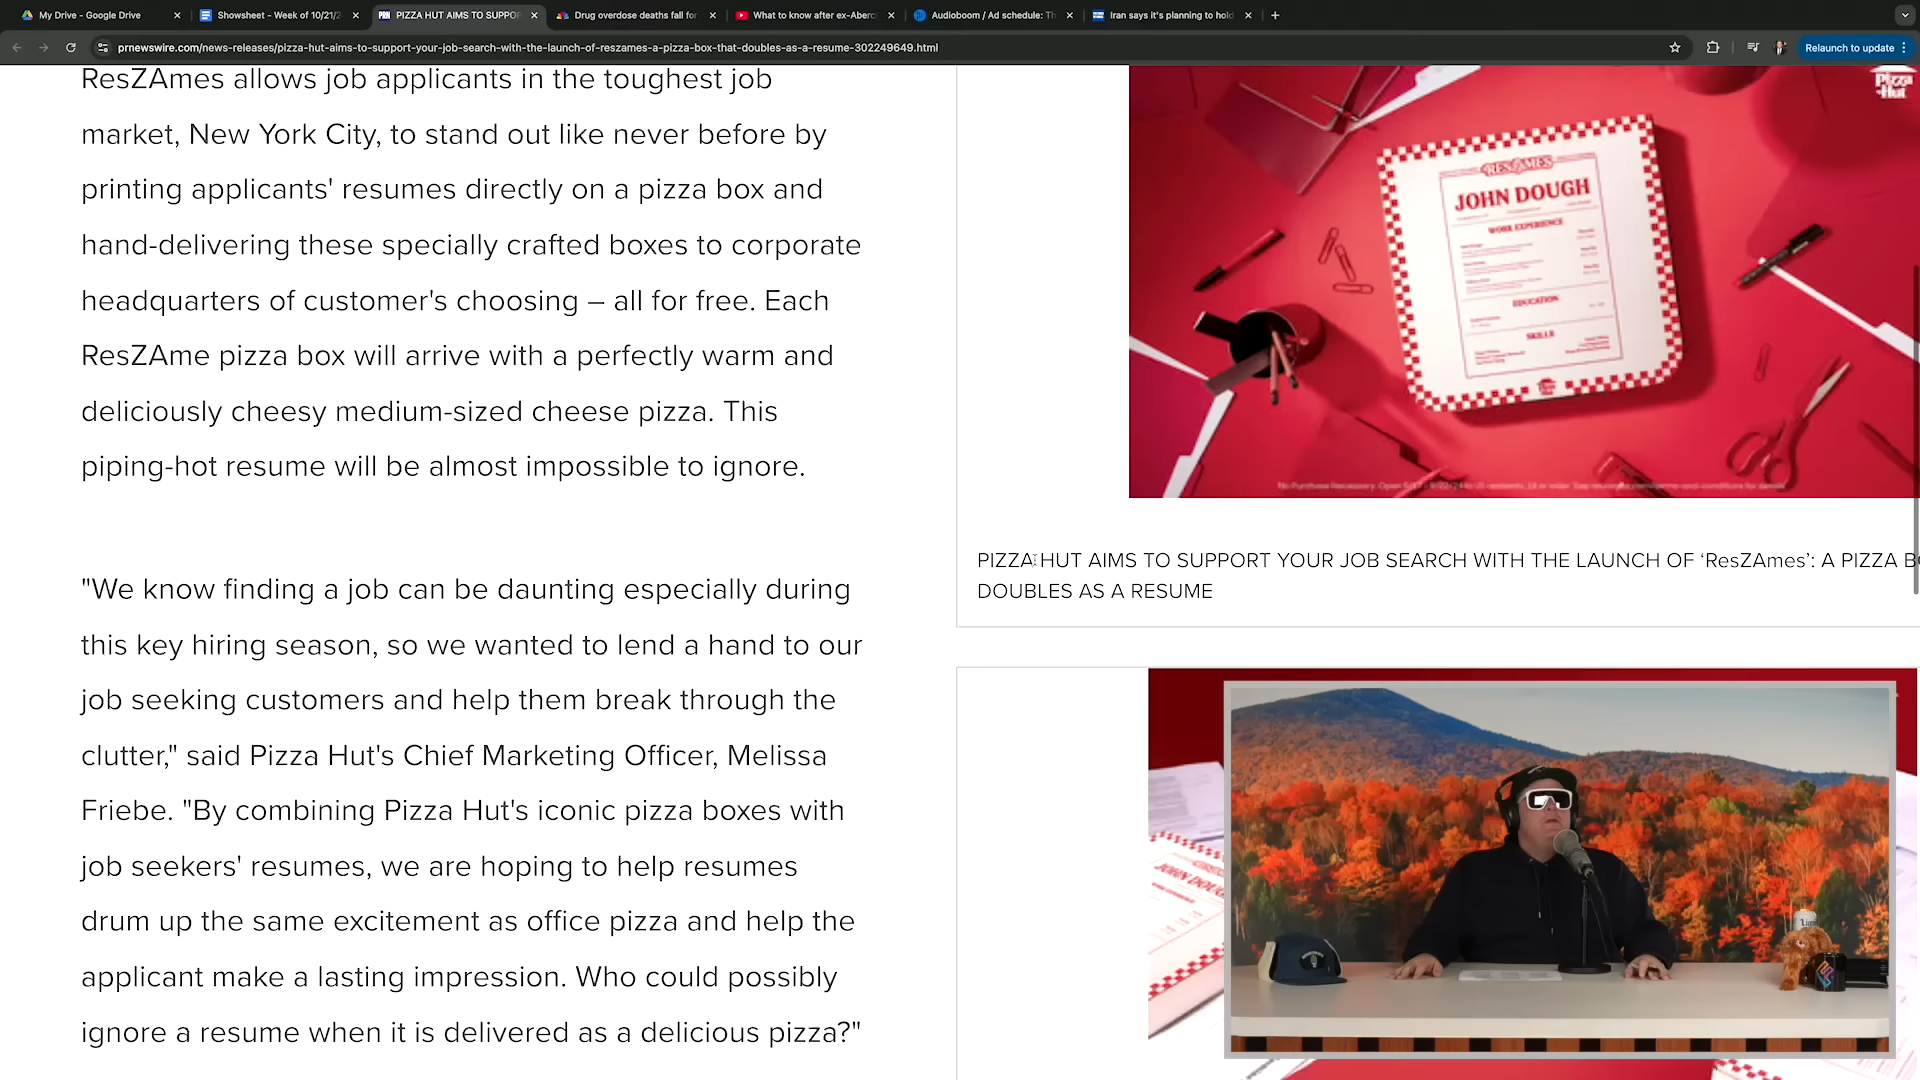 My Drive - Google Drive
Showsheet - Week of 10/21/2
PIZZA HUT AIMS TO SUPPOR
Drug overdose deaths fall for
What to know after ex-Aberc
Audioboom / Ad schedule: Th
Iran says it's planning to hold
prnewswire.com/news-releases/pizza-hut-aims-to-support-your-job-search-with-the-launch-of-reszames-a-pizza-box-that-doubles-as-a-resume-302249649.html
Relaunch to update
ResZAmes allows job applicants in the toughest job
market, New York City, to stand out like never before by
printing applicants' resumes directly on a pizza box and
hand-delivering these specially crafted boxes to corporate
headquarters of customer's choosing – all for free. Each
ResZAme pizza box will arrive with a perfectly warm and
deliciously cheesy medium-sized cheese pizza. This
piping-hot resume will be almost impossible to ignore.
"We know finding a job can be daunting especially during
this key hiring season, so we wanted to lend a hand to our
job seeking customers and help them break through the
clutter," said Pizza Hut's Chief Marketing Officer, Melissa
Friebe. "By combining Pizza Hut's iconic pizza boxes with
job seekers' resumes, we are hoping to help resumes
drum up the same excitement as office pizza and help the
applicant make a lasting impression. Who could possibly
ignore a resume when it is delivered as a delicious pizza?"
Pizza
Hut
RESZAMES
JOHN DOUGH
WORK EXPERIENCE
EDUCATION
SKILLS
PIZZA HUT AIMS TO SUPPORT YOUR JOB SEARCH WITH THE LAUNCH OF ‘ResZAmes’: A PIZZA B
DOUBLES AS A RESUME
JOHN DOUG